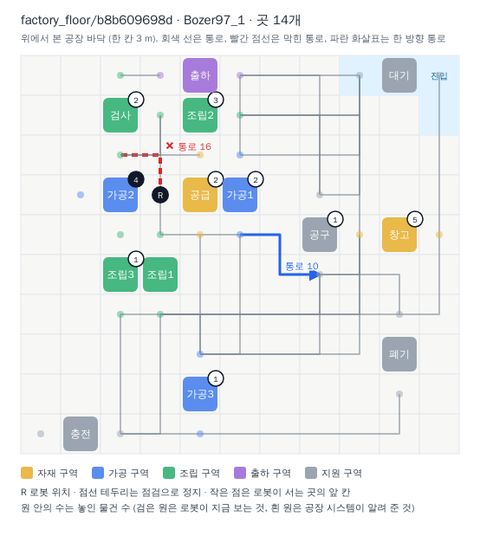 factory_floor/b8b609698d · Bozer97_1 · 곳 14개
위에서 본 공장 바닥 (한 칸 3 m). 회색 선은 통로, 빨간 점선은 막힌 통로, 파란 화살표는 한 방향 통로
출하 대기
2 3
검사 조립2
× 통로 16
4 2 2
가공2 R 공급 가공1
1 5
공구 창고
1
조립3 조립1
통로 10
폐기
1
가공3
충전
자재 구역 가공 구역 조립 구역 출하 구역 지원 구역
R 로봇 위치 · 점선 테두리는 점검으로 정지 · 작은 점은 로봇이 서는 곳의 앞 칸
원 안의 수는 놓인 물건 수 (검은 원은 로봇이 지금 보는 것, 흰 원은 공장 시스템이 알려 준 것)